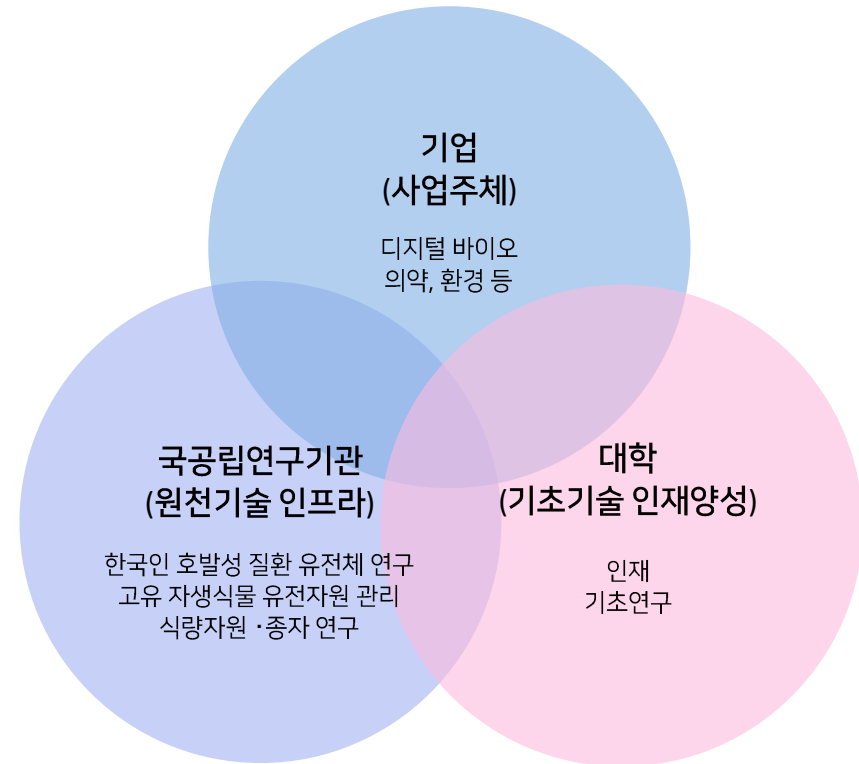 기업
(사업주체)
디지털 바이오
의약, 환경 등
국공립연구기관
(원천기술 인프라)
한국인 호발성 질환 유전체 연구
고유 자생식물 유전자원 관리
식량자원 ·종자 연구
대학
(기초기술 인재양성)
인재
기초연구